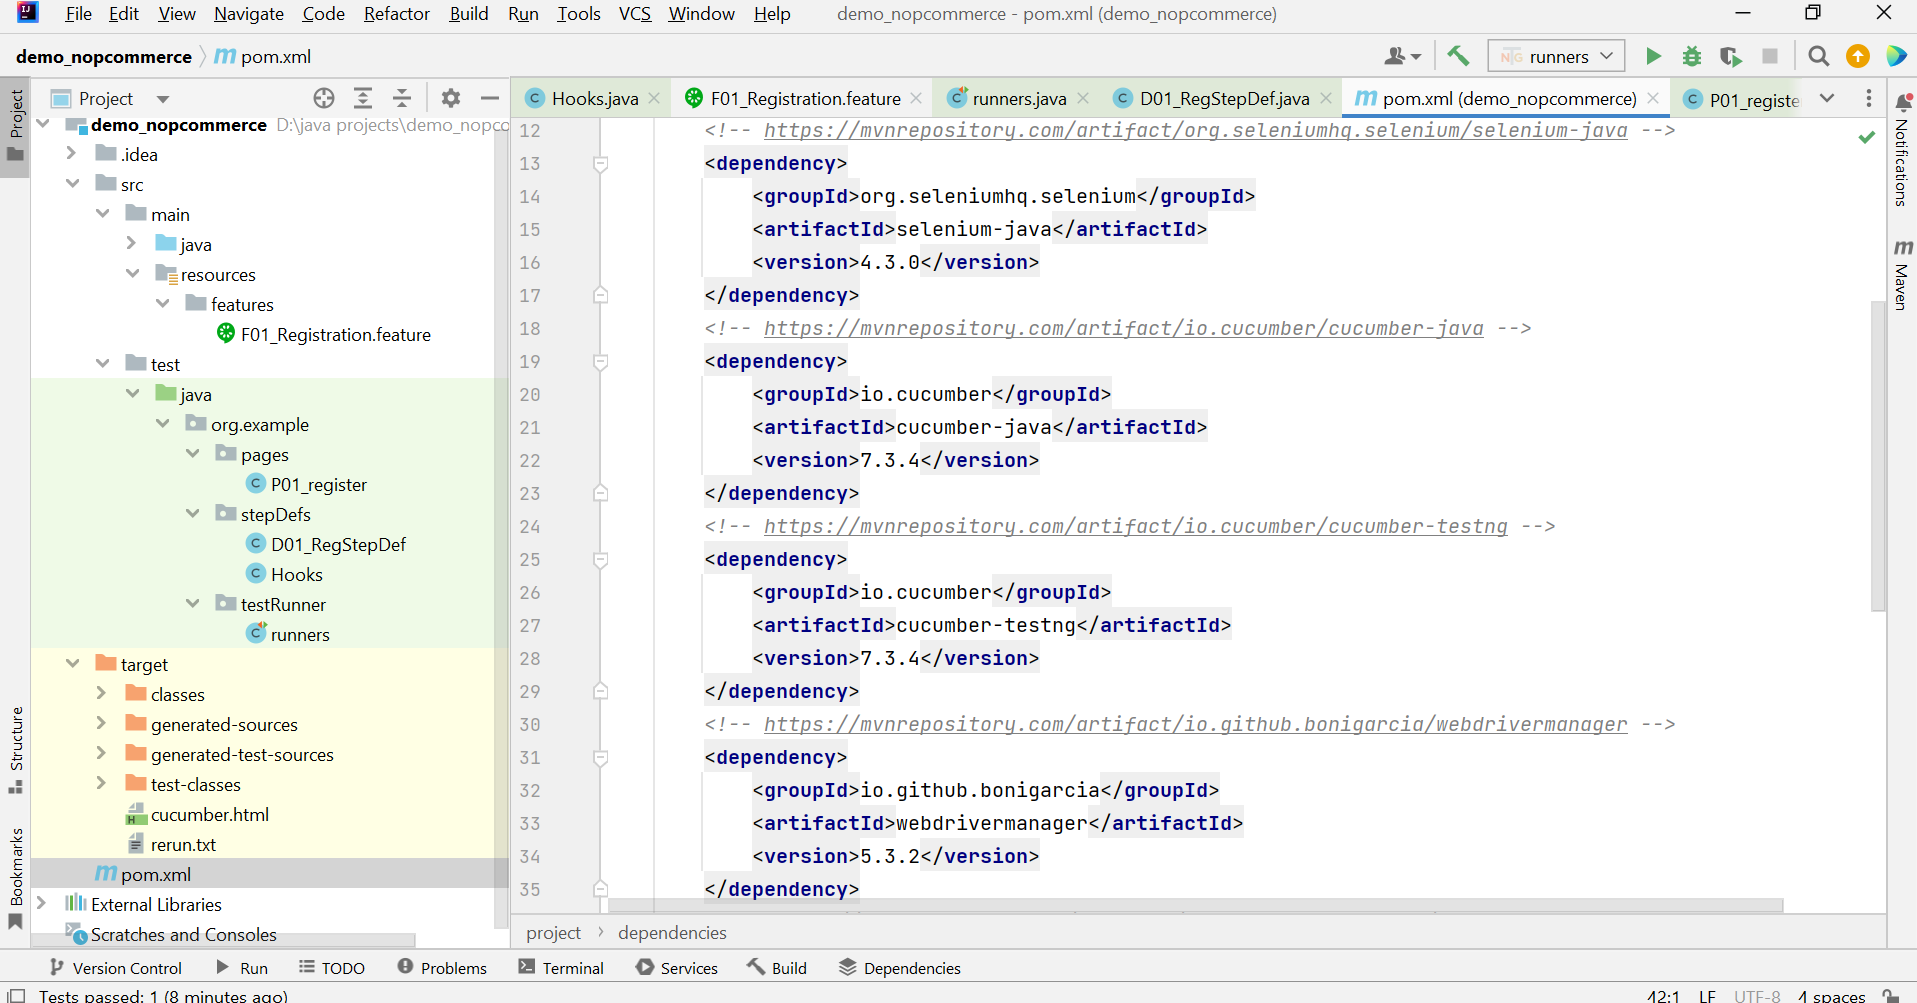 File Edit View Navigate Code Refactor Build Run Tools VCS Window Help demo_nopcommerce - pom.xml (demo_nopcommerce)
demo_nopcommerce pom.xml runners
Project
Hooks.java F01_Registration.feature runners.java D01_RegStepDef.java pom.xml (demo_nopcommerce) P01_registe
demo_nopcommerce D:\java projects\demo_nopco
.idea
src
main
java
resources
features
F01_Registration.feature
test
java
org.example
pages
P01_register
stepDefs
D01_RegStepDef
Hooks
testRunner
runners
target
classes
generated-sources
generated-test-sources
test-classes
cucumber.html
rerun.txt
pom.xml
External Libraries
Scratches and Consoles
Project
Structure
Bookmarks
12 <!-- https://mvnrepository.com/artifact/org.seleniumhq.selenium/selenium-java -->
13 <dependency>
14 <groupId>org.seleniumhq.selenium</groupId>
15 <artifactId>selenium-java</artifactId>
16 <version>4.3.0</version>
17 </dependency>
18 <!-- https://mvnrepository.com/artifact/io.cucumber/cucumber-java -->
19 <dependency>
20 <groupId>io.cucumber</groupId>
21 <artifactId>cucumber-java</artifactId>
22 <version>7.3.4</version>
23 </dependency>
24 <!-- https://mvnrepository.com/artifact/io.cucumber/cucumber-testng -->
25 <dependency>
26 <groupId>io.cucumber</groupId>
27 <artifactId>cucumber-testng</artifactId>
28 <version>7.3.4</version>
29 </dependency>
30 <!-- https://mvnrepository.com/artifact/io.github.bonigarcia/webdrivermanager -->
31 <dependency>
32 <groupId>io.github.bonigarcia</groupId>
33 <artifactId>webdrivermanager</artifactId>
34 <version>5.3.2</version>
35 </dependency>
Notifications
Maven
project dependencies
Version Control Run TODO Problems Terminal Services Build Dependencies
Tests passed: 1 (8 minutes ago) 42:1 LF UTF-8 4 spaces